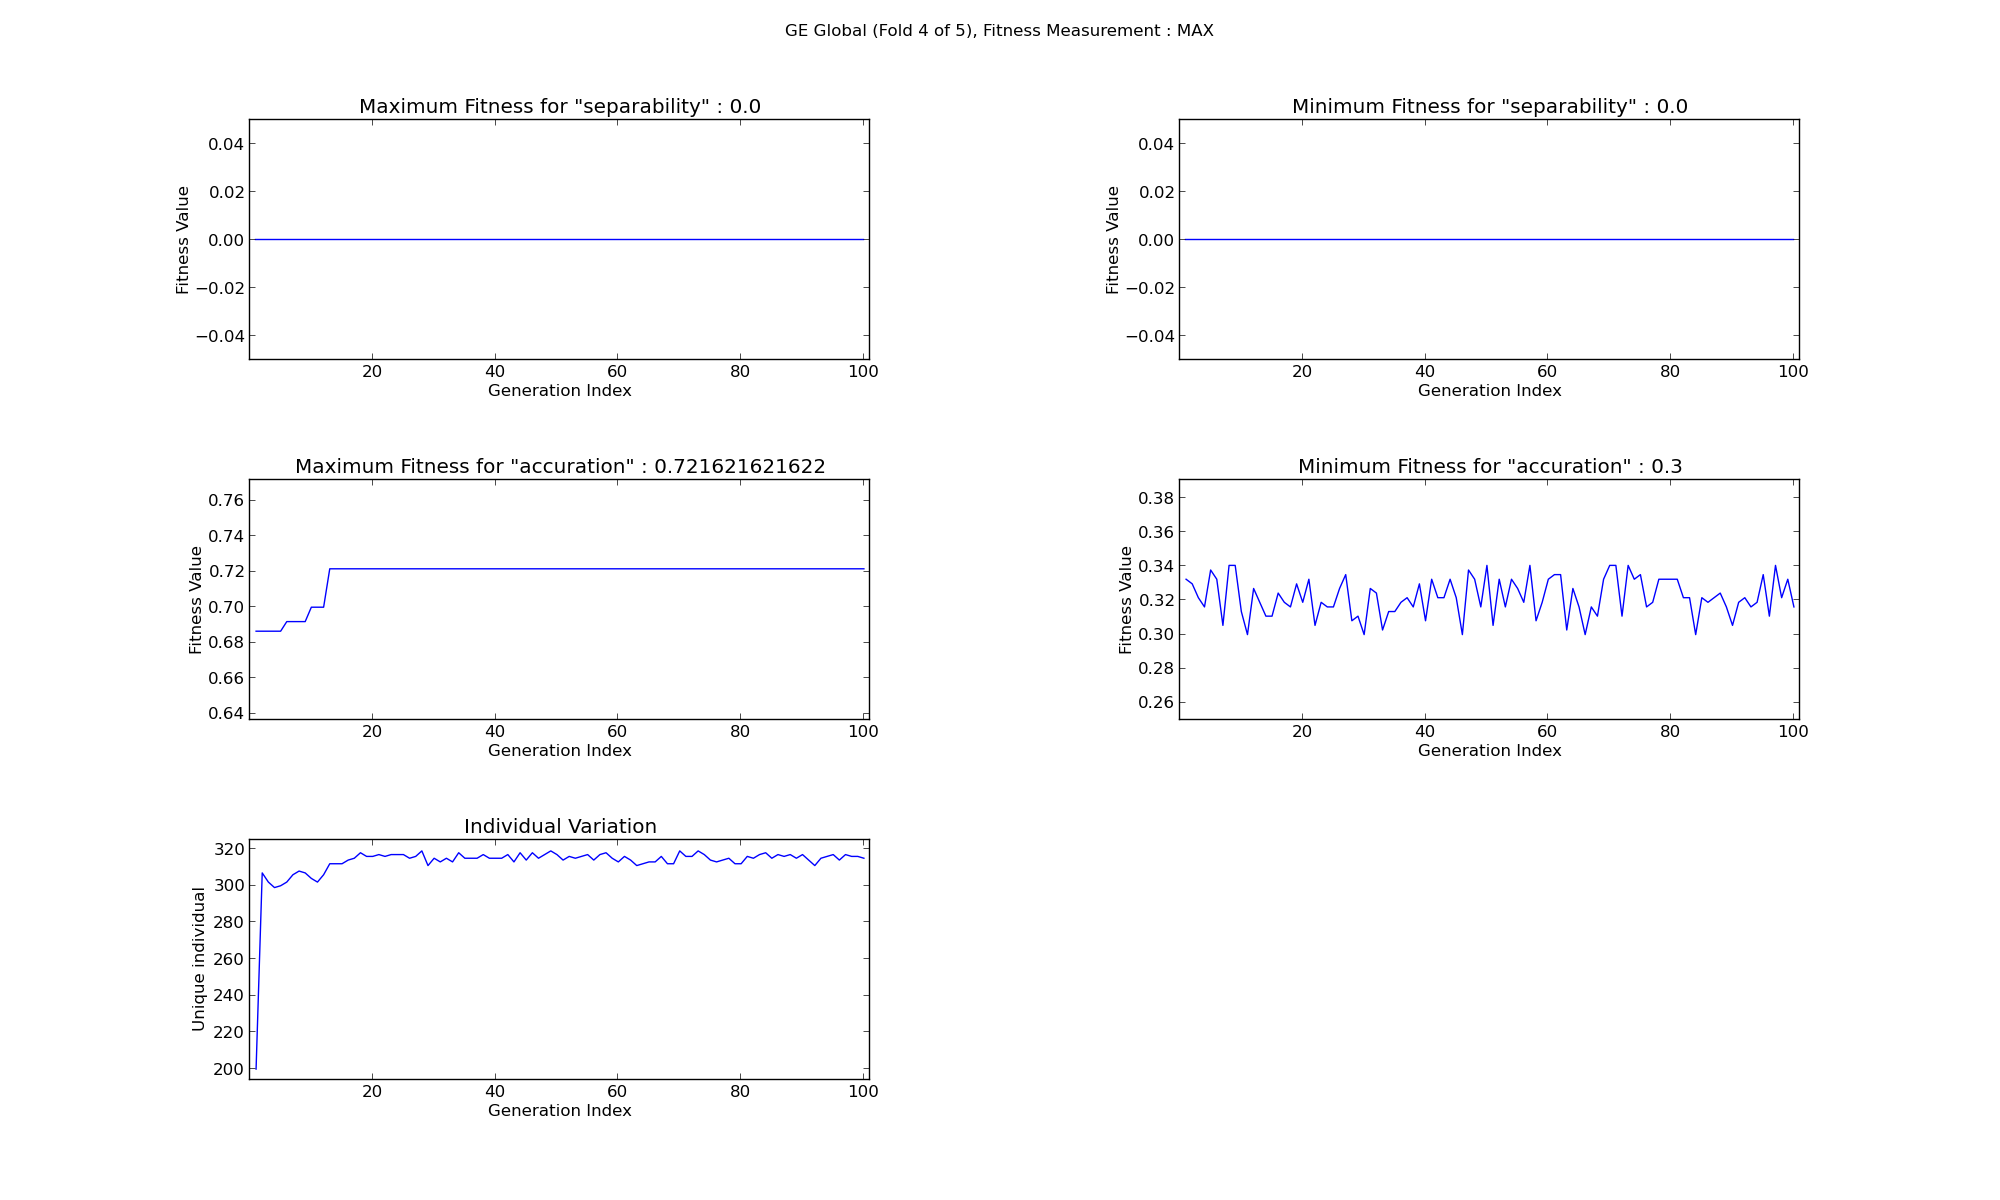 GE Global (Fold 4 of 5), Fitness Measurement : MAX
Maximum Fitness for "separability" : 0.0
Fitness Value
0.04
0.02
0.00
−0.02
−0.04
20 40 60 80 100
Generation Index
Minimum Fitness for "separability" : 0.0
Fitness Value
0.04
0.02
0.00
−0.02
−0.04
20 40 60 80 100
Generation Index
Maximum Fitness for "accuration" : 0.721621621622
Fitness Value
0.76
0.74
0.72
0.70
0.68
0.66
0.64
20 40 60 80 100
Generation Index
Minimum Fitness for "accuration" : 0.3
Fitness Value
0.38
0.36
0.34
0.32
0.30
0.28
0.26
20 40 60 80 100
Generation Index
Individual Variation
Unique individual
320
300
280
260
240
220
200
20 40 60 80 100
Generation Index